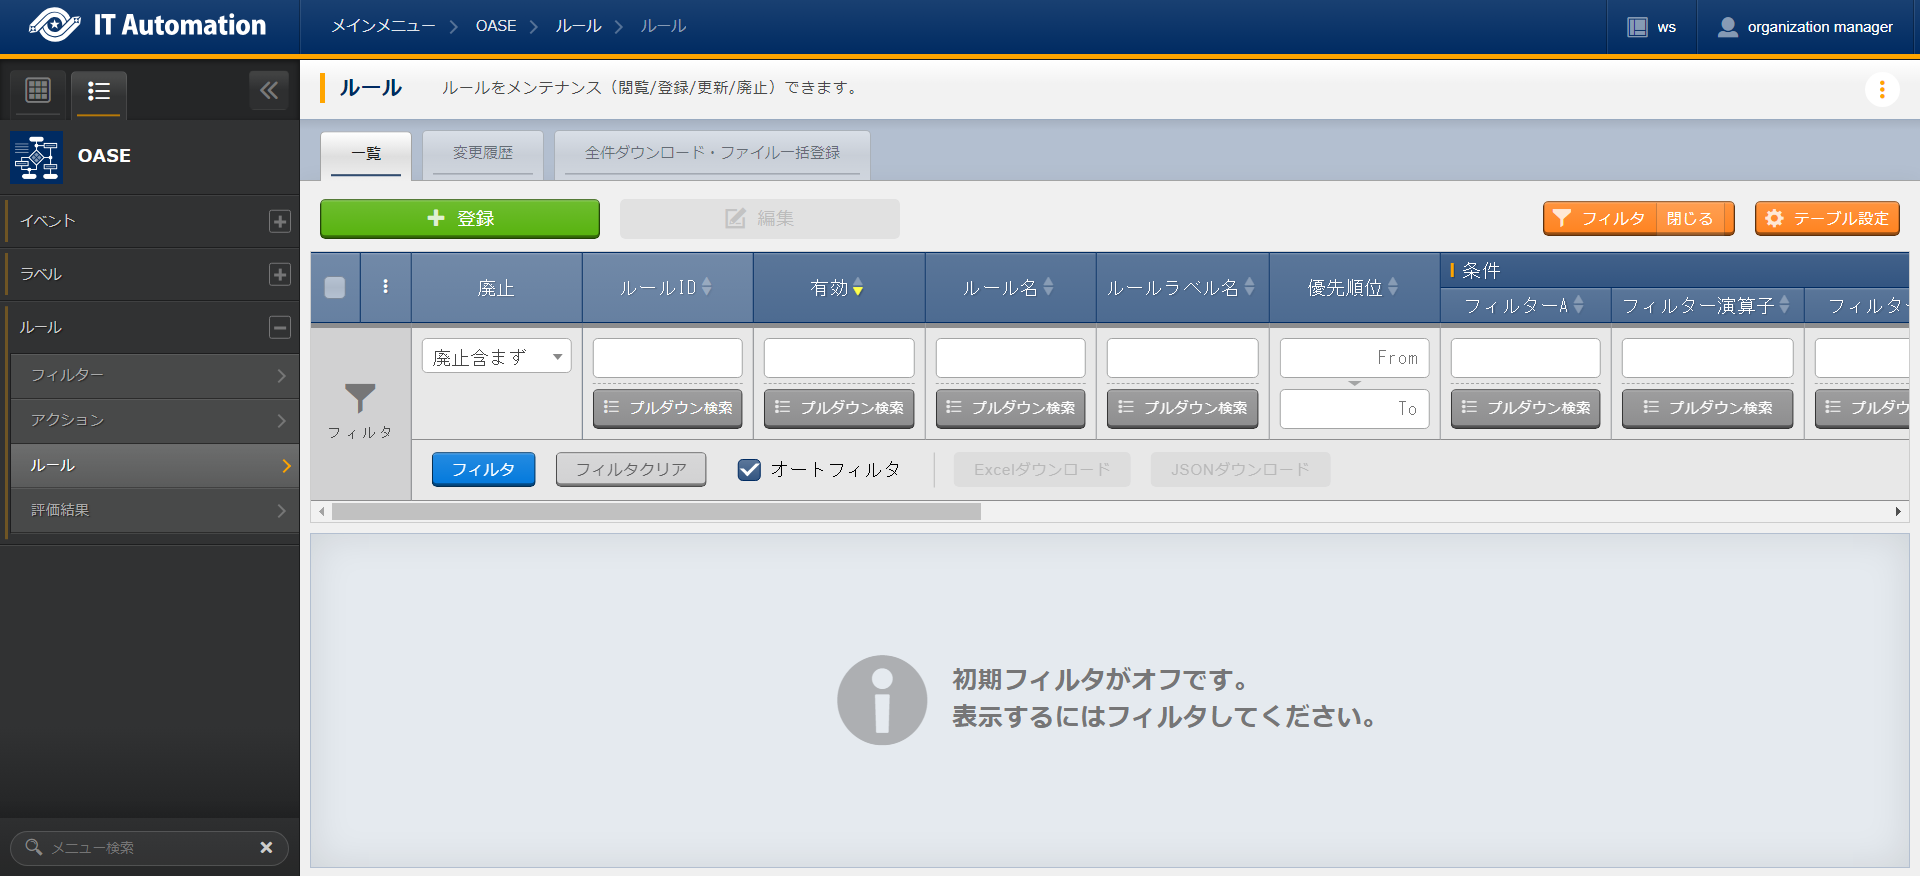 IT Automation
メインメニュー
OASE
ルール
ルール
ws
organization manager
ルール
ルールをメンテナンス（閲覧/登録/更新/廃止）できます。
OASE
イベント
ラベル
ルール
フィルター
アクション
ルール
評価結果
メニュー検索
一覧
変更履歴
全件ダウンロード・ファイル一括登録
登録
編集
フィルタ
閉じる
テーブル設定
廃止
ルールID
有効
ルール名
ルールラベル名
優先順位
条件
フィルターA
フィルター演算子
フィルター
フィルタ
廃止含まず
From
To
プルダウン検索
プルダウン検索
プルダウン検索
プルダウン検索
プルダウン検索
プルダウン検索
プルダウ
フィルタ
フィルタクリア
オートフィルタ
Excelダウンロード
JSONダウンロード
初期フィルタがオフです。
表示するにはフィルタしてください。